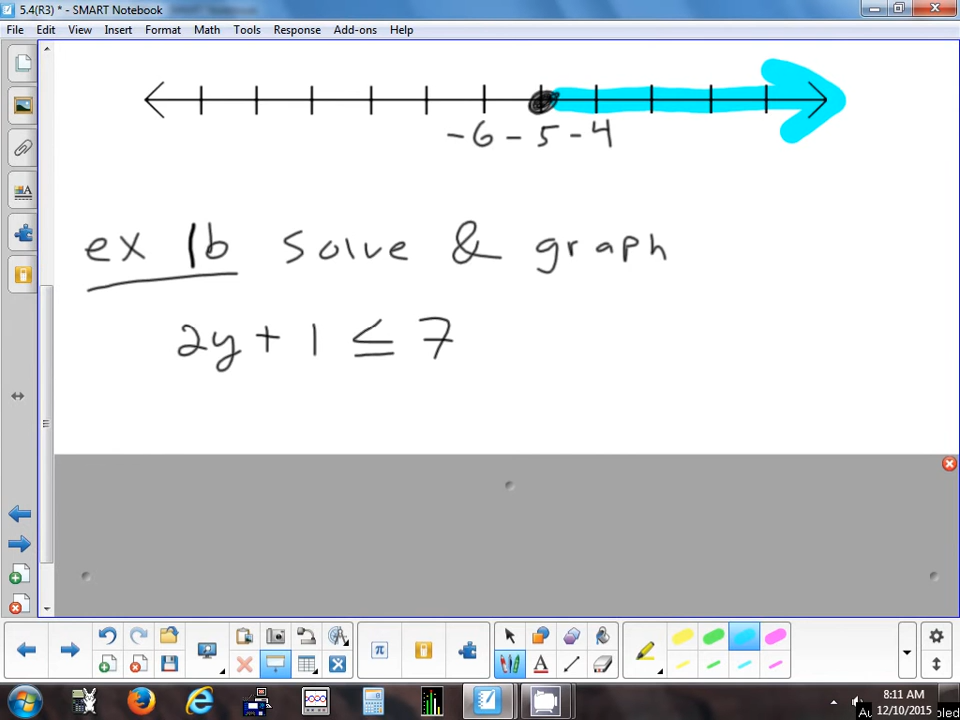 5.4(R3) * - SMART Notebook
File Edit View Insert Format Math Tools Response Add-ons Help
-6 -5 -4
ex 1b solve & graph
2y + 1 ≤ 7
8:11 AM
12/10/2015